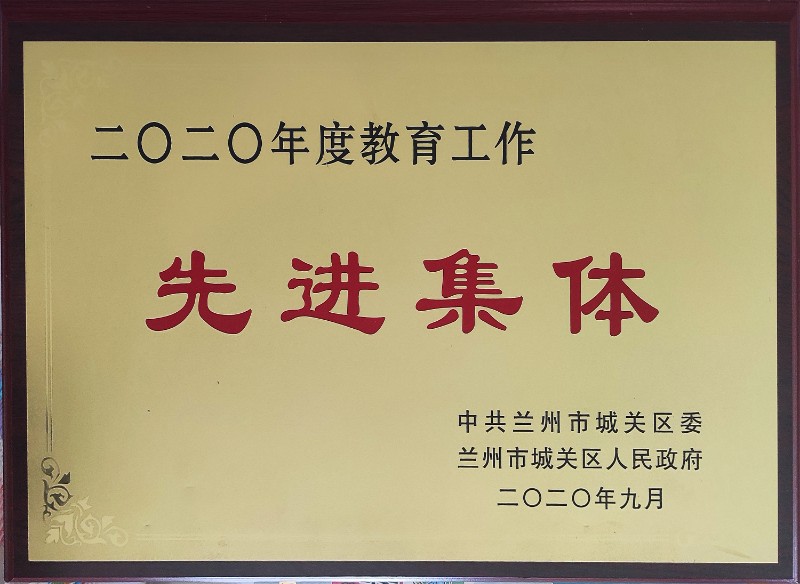 二〇二〇年度教育工作
先进集体
中共兰州市城关区委
兰州市城关区人民政府
二〇二〇年九月